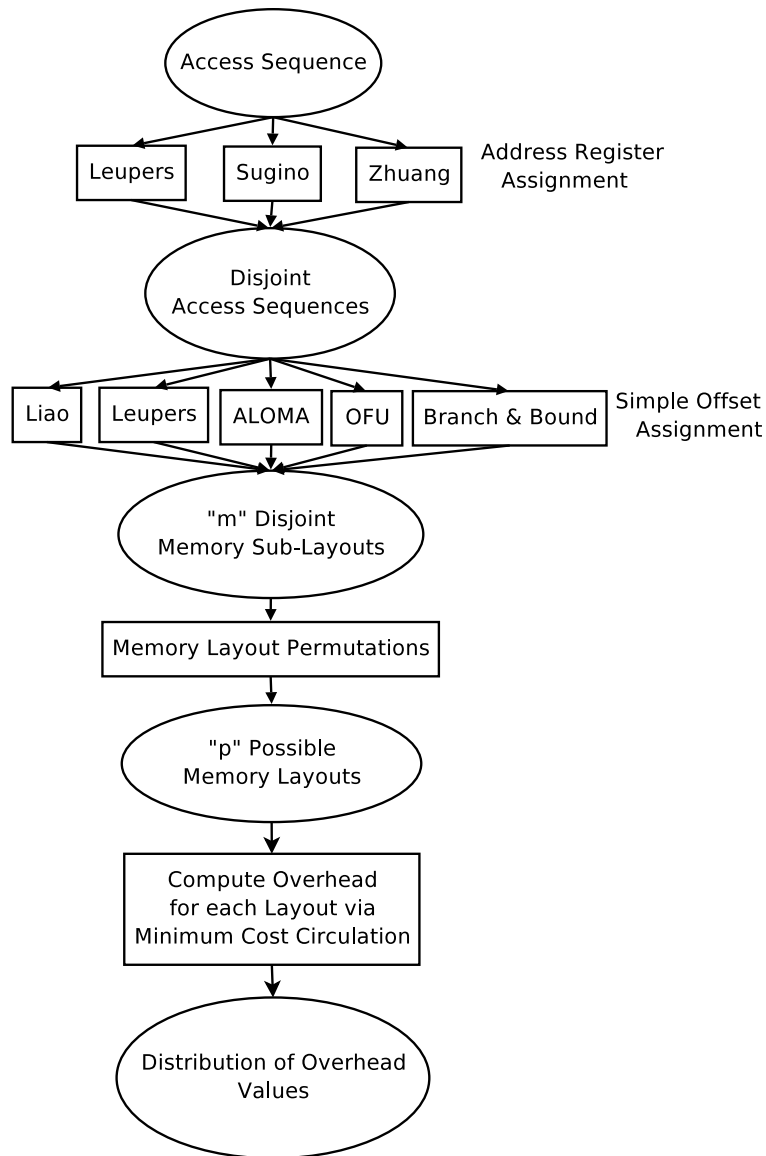 Access Sequence
Leupers
Sugino
Zhuang
Address Register
Assignment
Disjoint
Access Sequences
Liao
Leupers
ALOMA
OFU
Branch & Bound
Simple Offset
Assignment
"m" Disjoint
Memory Sub-Layouts
Memory Layout Permutations
"p" Possible
Memory Layouts
Compute Overhead
for each Layout via
Minimum Cost Circulation
Distribution of Overhead
Values